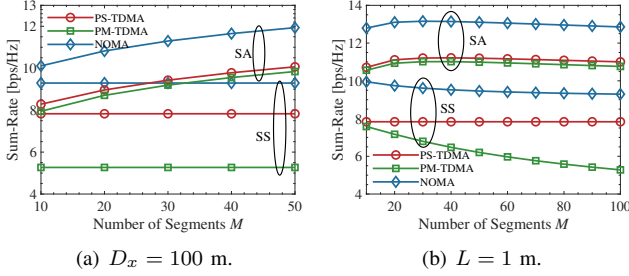 13
12
10
8
6
4
Sum-Rate [bps/Hz]
PS-TDMA
PM-TDMA
NOMA
SA
SS
10
20
30
40
50
Number of Segments M
(a) D_x = 100 m.
14
12
10
8
6
4
Sum-Rate [bps/Hz]
SA
SS
PS-TDMA
PM-TDMA
NOMA
20
40
60
80
100
Number of Segments M
(b) L = 1 m.